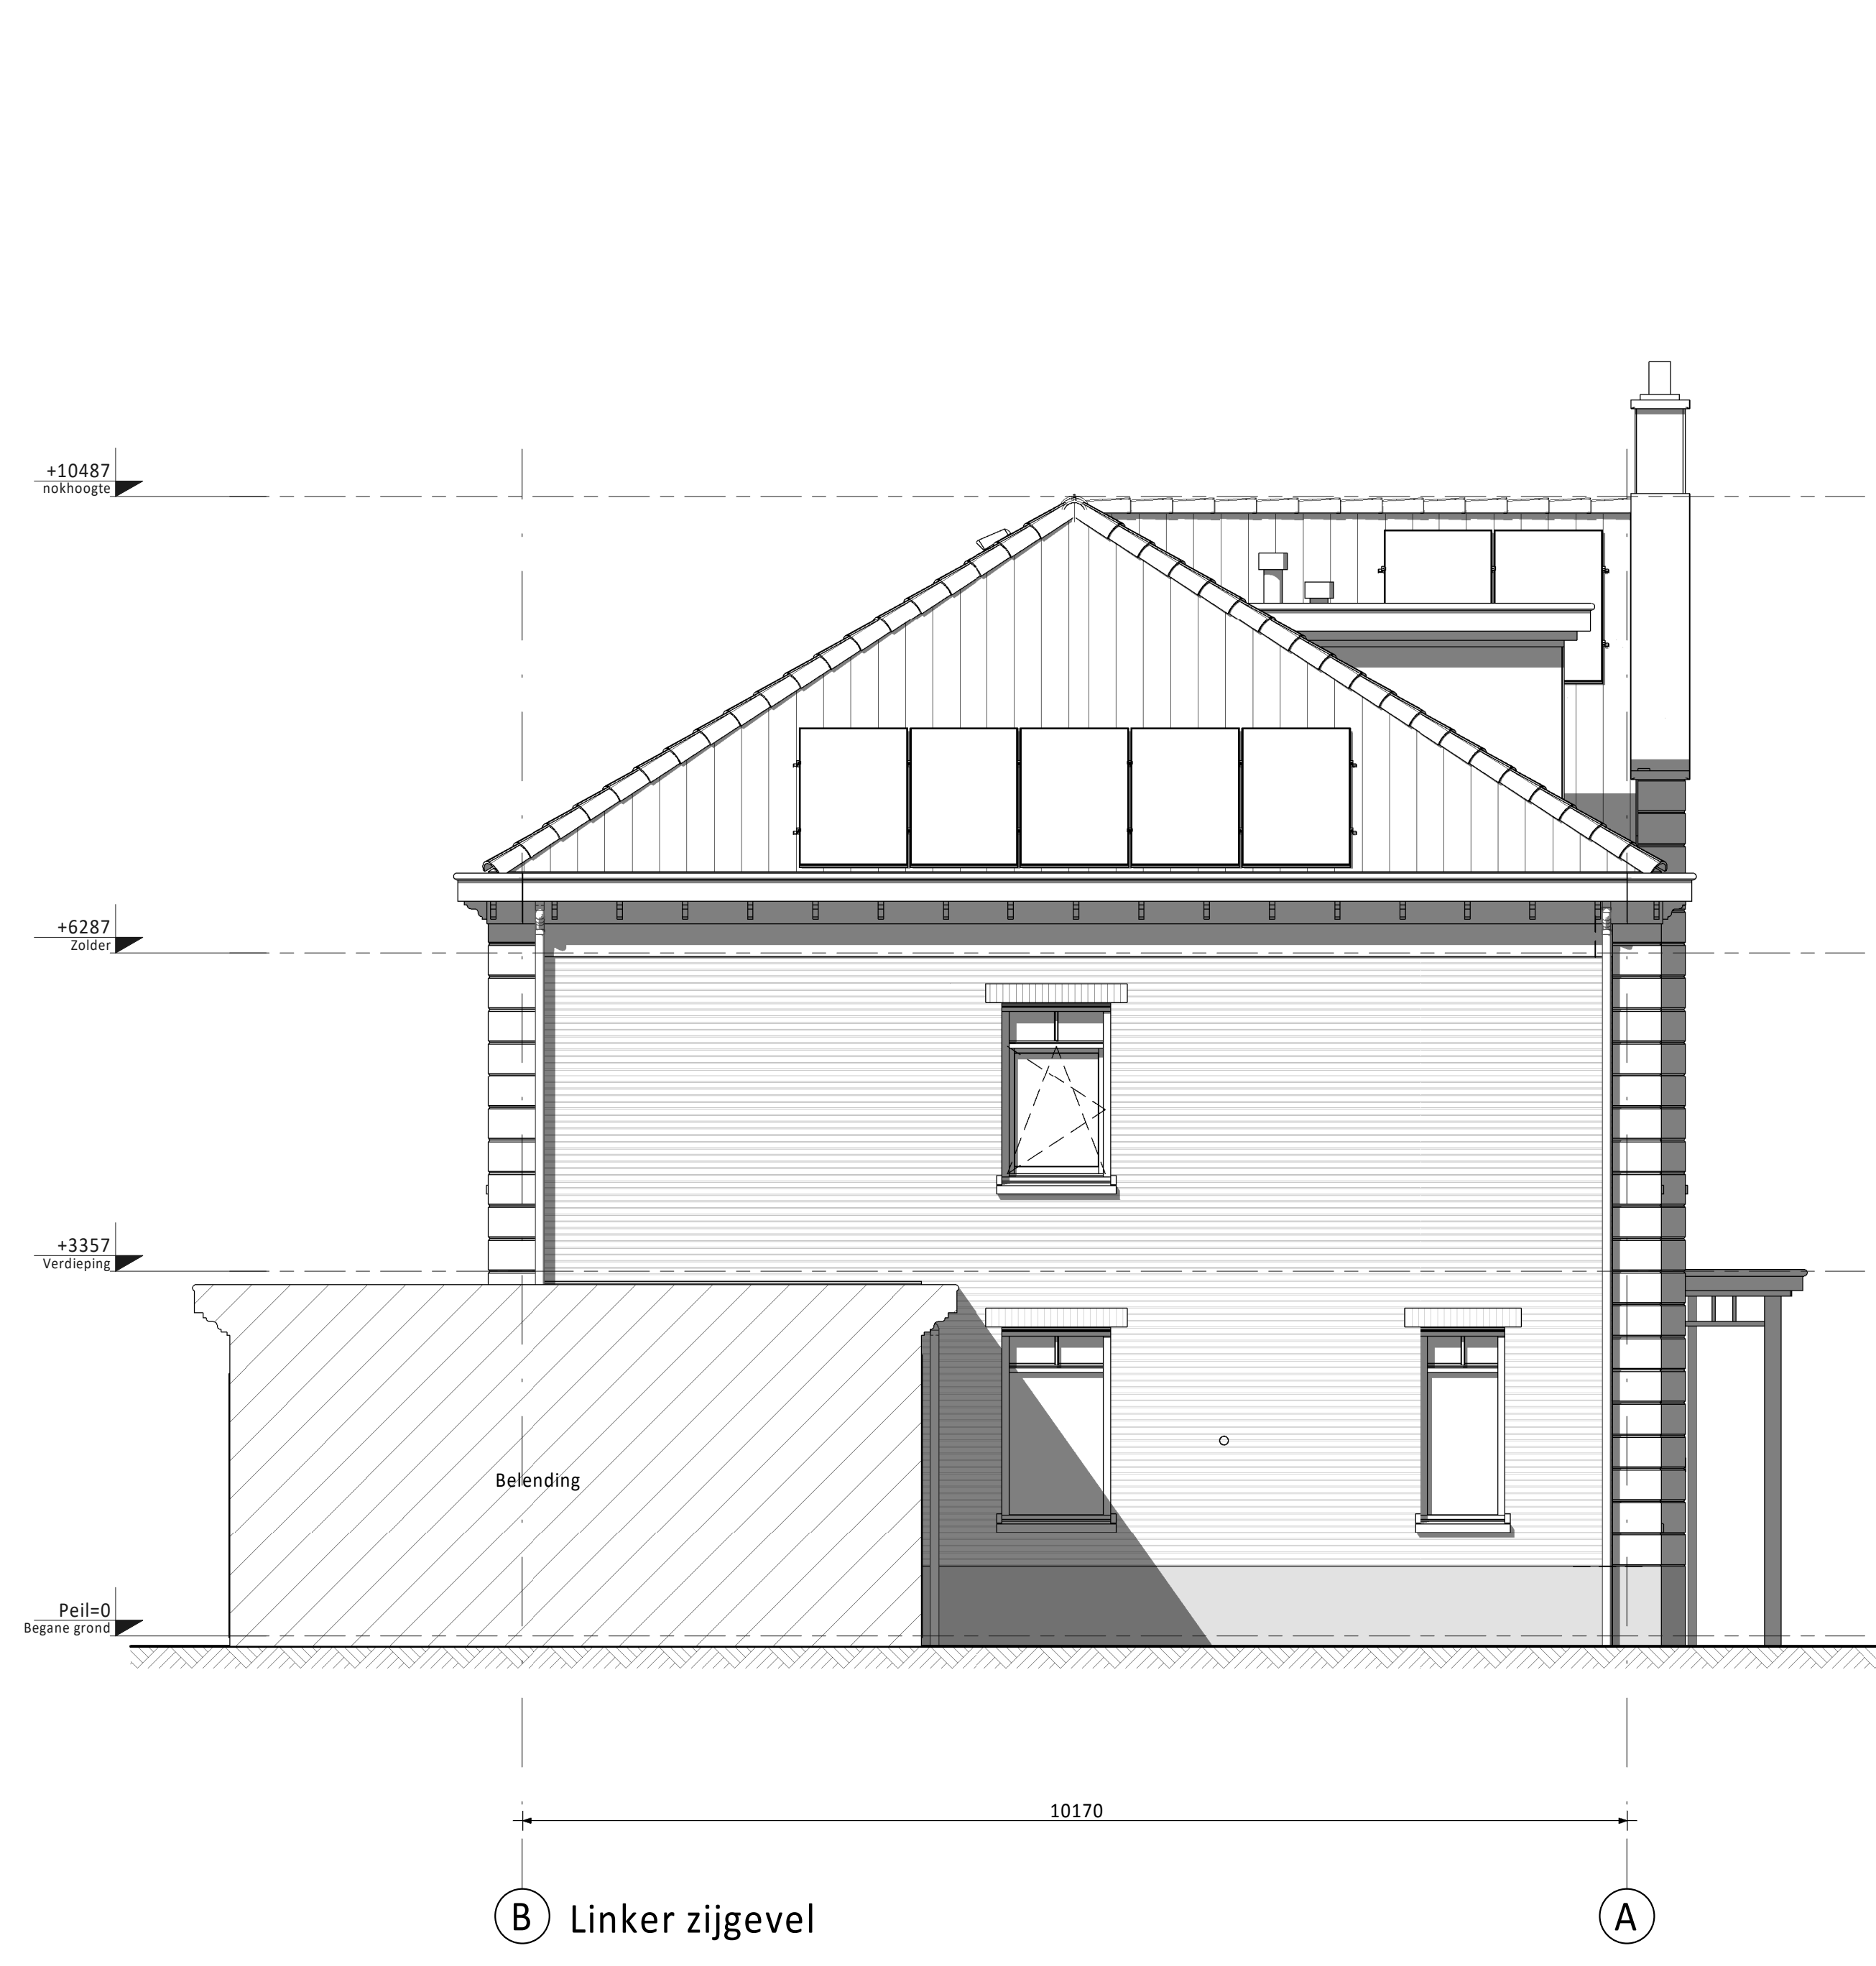 +10487
nokhoogte
+6287
Zolder
+3357
Verdieping
Belending
Peil=0
Begane grond
10170
B Linker zijgevel A